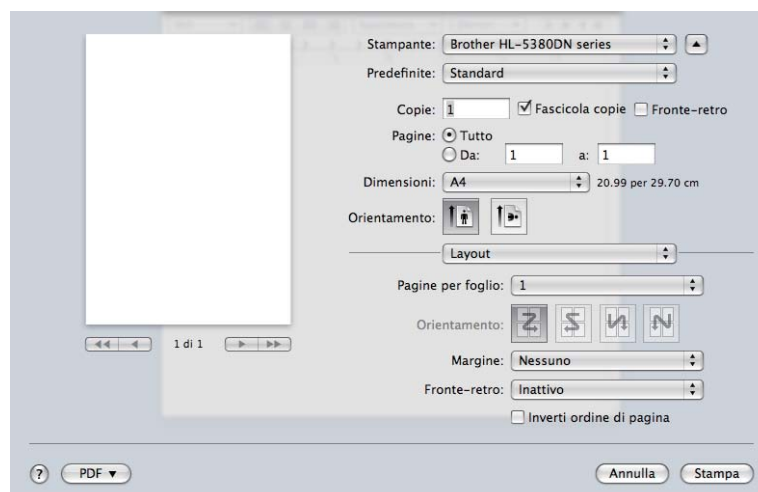 Stampante: Brother HL-5380DN series
Predefinite: Standard
Copie: 1 Fascicola copie Fronte-retro
Pagine: Tutto
Da: 1 a: 1
Dimensioni: A4 20.99 per 29.70 cm
Orientamento:
Layout
Pagine per foglio: 1
Orientamento:
1 di 1
Margine: Nessuno
Fronte-retro: Inattivo
Inverti ordine di pagina
? PDF Annulla Stampa